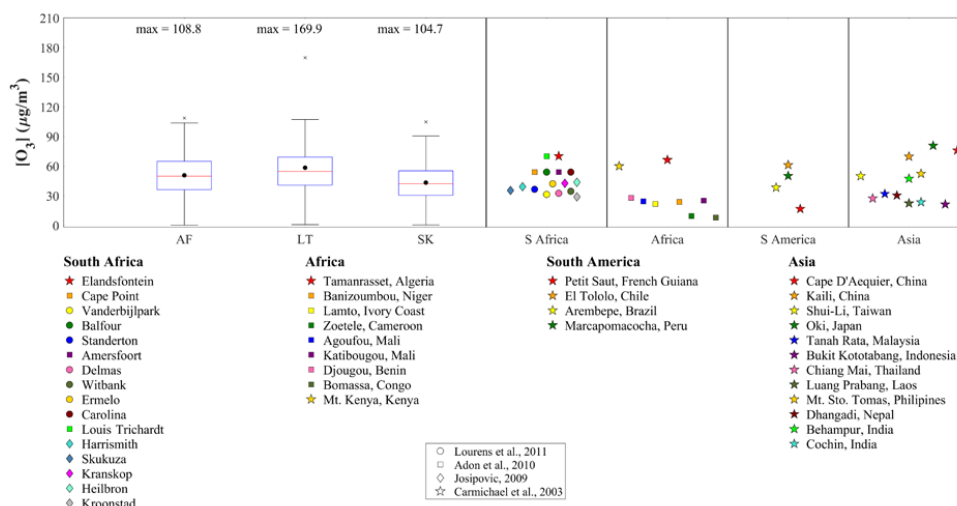 210
180
150
120
90
60
30
0
[O₃] (µg/m³)
max = 108.8 max = 169.9 max = 104.7
AF LT SK S Africa Africa S America Asia
South Africa
Elandsfontein
Cape Point
Vanderbijlpark
Balfour
Standerton
Amersfoort
Delmas
Witbank
Ermelo
Carolina
Louis Trichardt
Harrismith
Skukuza
Kranskop
Heilbron
Kroonstad
Africa
Tamanrasset, Algeria
Banizoumbou, Niger
Lamto, Ivory Coast
Zoetele, Cameroon
Agoufou, Mali
Katibougou, Mali
Djougou, Benin
Bomassa, Congo
Mt. Kenya, Kenya
South America
Petit Saut, French Guiana
El Tololo, Chile
Arembepe, Brazil
Marcapomacocha, Peru
Asia
Cape D'Aequier, China
Kaili, China
Shui-Li, Taiwan
Oki, Japan
Tanah Rata, Malaysia
Bukit Kototabang, Indonesia
Chiang Mai, Thailand
Luang Prabang, Laos
Mt. Sto. Tomas, Philipines
Dhangadi, Nepal
Behampur, India
Cochin, India
Lourens et al., 2011
Adon et al., 2010
Josipovic, 2009
Carmichael et al., 2003